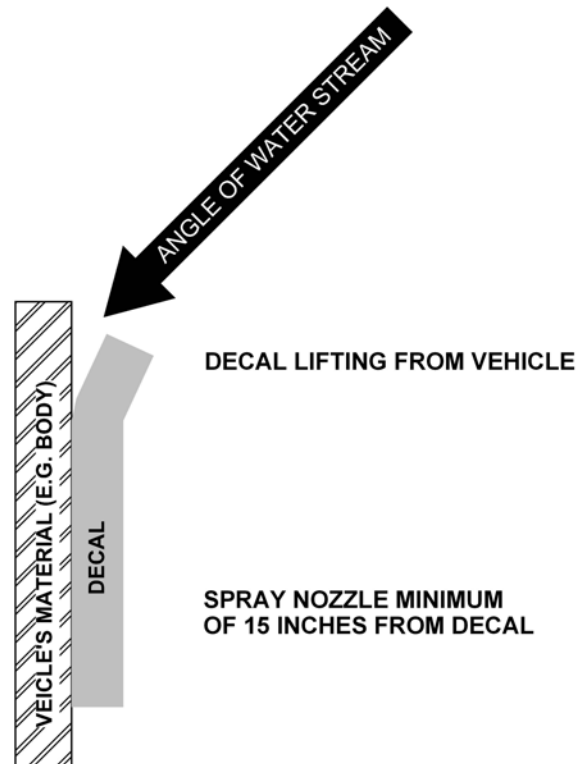 ANGLE OF WATER STREAM
DECAL LIFTING FROM VEHICLE
VEICLE'S MATERIAL (E.G. BODY)
DECAL
SPRAY NOZZLE MINIMUM
OF 15 INCHES FROM DECAL